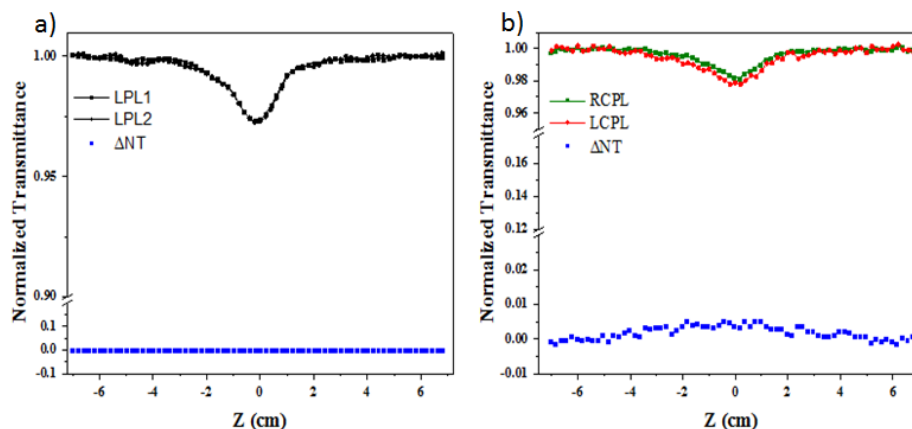 a)
Normalized Transmittance
1.00
0.95
0.90
0.1
0.0
-0.1
LPL1
LPL2
ΔNT
-6 -4 -2 0 2 4 6
Z (cm)
b)
Normalized Transmittance
1.00
0.98
0.96
0.16
0.14
0.12
0.02
0.01
0.00
-0.01
RCPL
LCPL
ΔNT
-6 -4 -2 0 2 4 6
Z (cm)